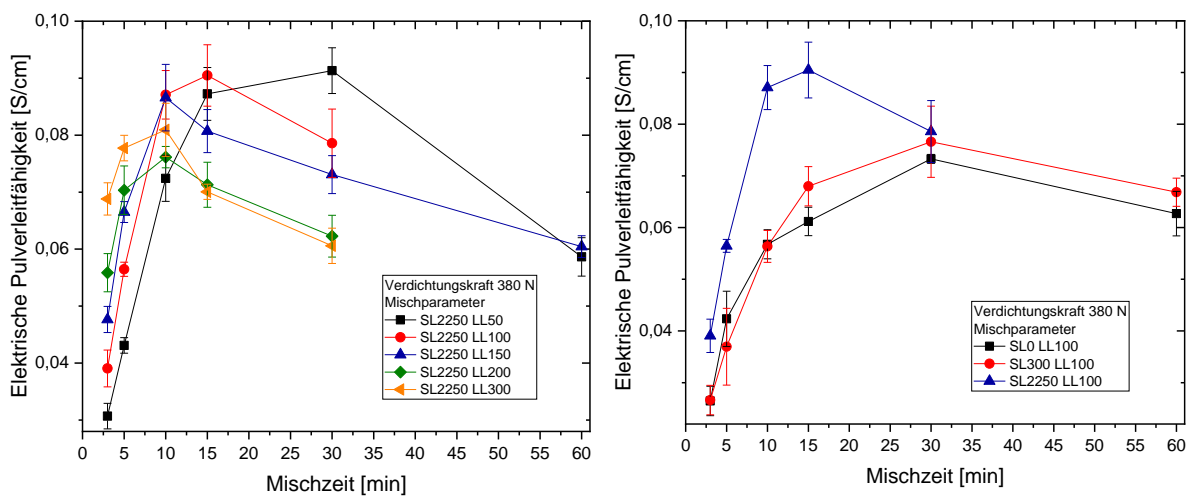 Elektrische Pulverleitfähigkeit [S/cm]
0,10
0,08
0,06
0,04
0 5 10 15 20 25 30 35 40 45 50 55 60
Mischzeit [min]
Verdichtungskraft 380 N
Mischparameter
SL2250 LL50
SL2250 LL100
SL2250 LL150
SL2250 LL200
SL2250 LL300
Elektrische Pulverleitfähigkeit [S/cm]
0,10
0,08
0,06
0,04
0 5 10 15 20 25 30 35 40 45 50 55 60
Mischzeit [min]
Verdichtungskraft 380 N
Mischparameter
SL0 LL100
SL300 LL100
SL2250 LL100